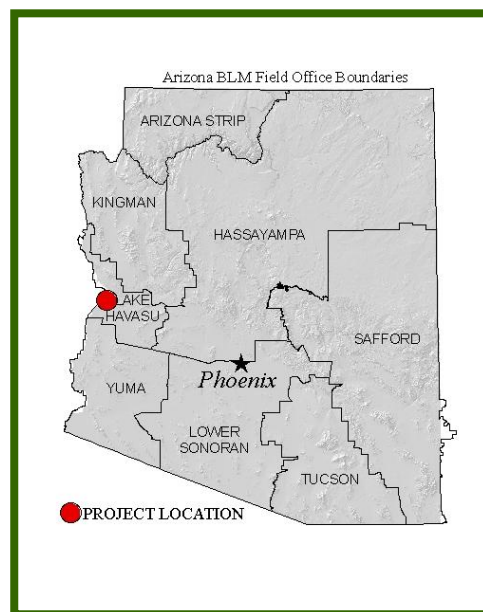 Arizona BLM Field Office Boundaries
ARIZONA STRIP
KINGMAN
HASSAYAMPA
LAKE
HAVASU
SAFFORD
Phoenix
YUMA
LOWER
SONORAN
TUCSON
PROJECT LOCATION